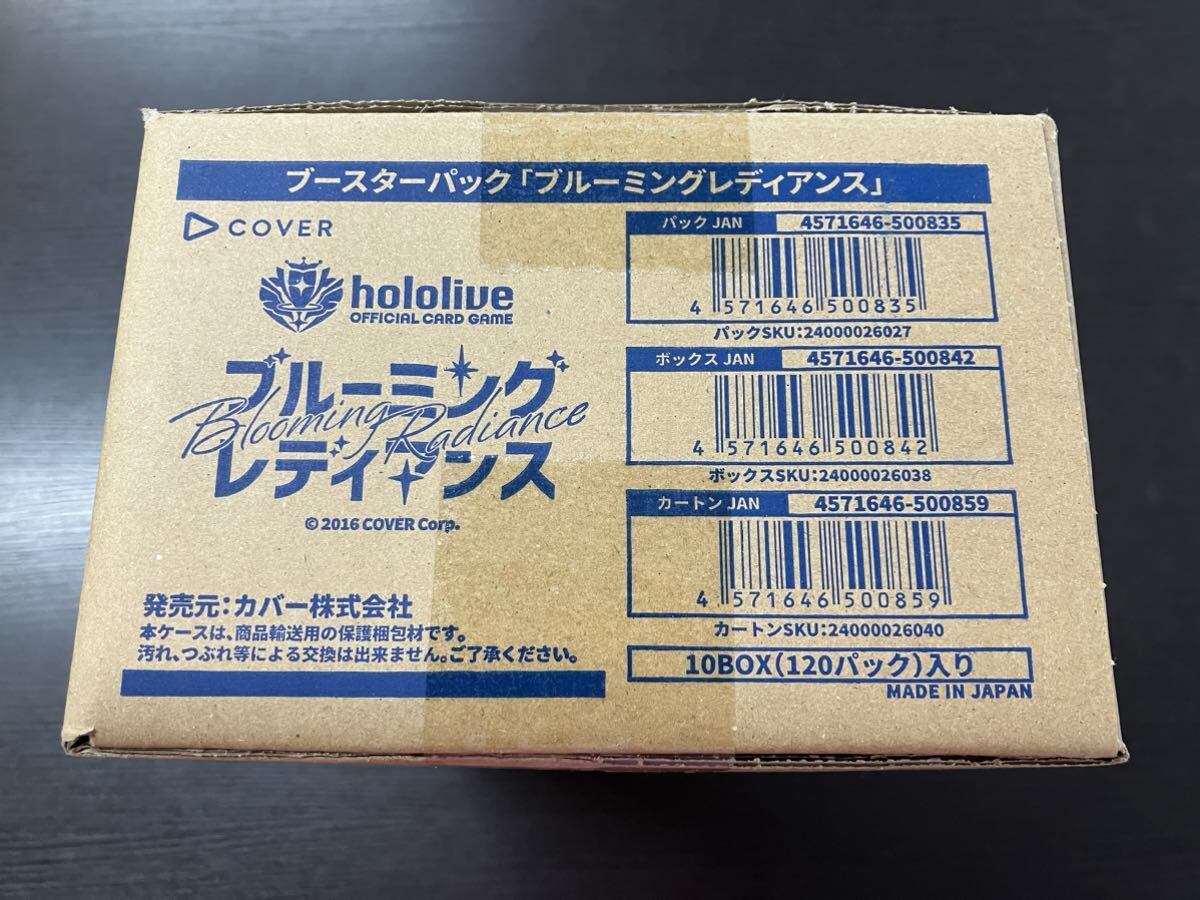 ブースターパック「ブルーミングレディアンス」
COVER
hololive
OFFICIAL CARD GAME
ブルーミング
Blooming Radiance
レディアンス
© 2016 COVER Corp.
発売元：カバー株式会社
本ケースは、商品輸送用の保護梱包材です。
汚れ、つぶれ等による交換は出来ません。ご了承ください。
パック JAN 4571646-500835
4 571646 500835
パックSKU:24000026027
ボックス JAN 4571646-500842
4 571646 500842
ボックスSKU:24000026038
カートン JAN 4571646-500859
4 571646 500859
カートンSKU:24000026040
10BOX(120パック)入り
MADE IN JAPAN